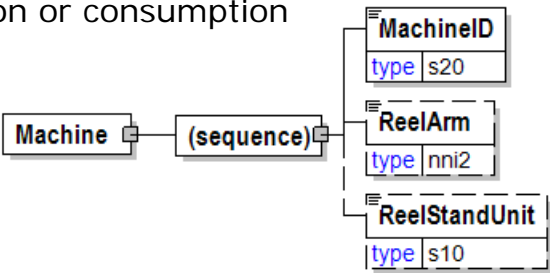 on or consumption
MachineID
type s20
Machine
(sequence)
ReelArm
type nni2
ReelStandUnit
type s10